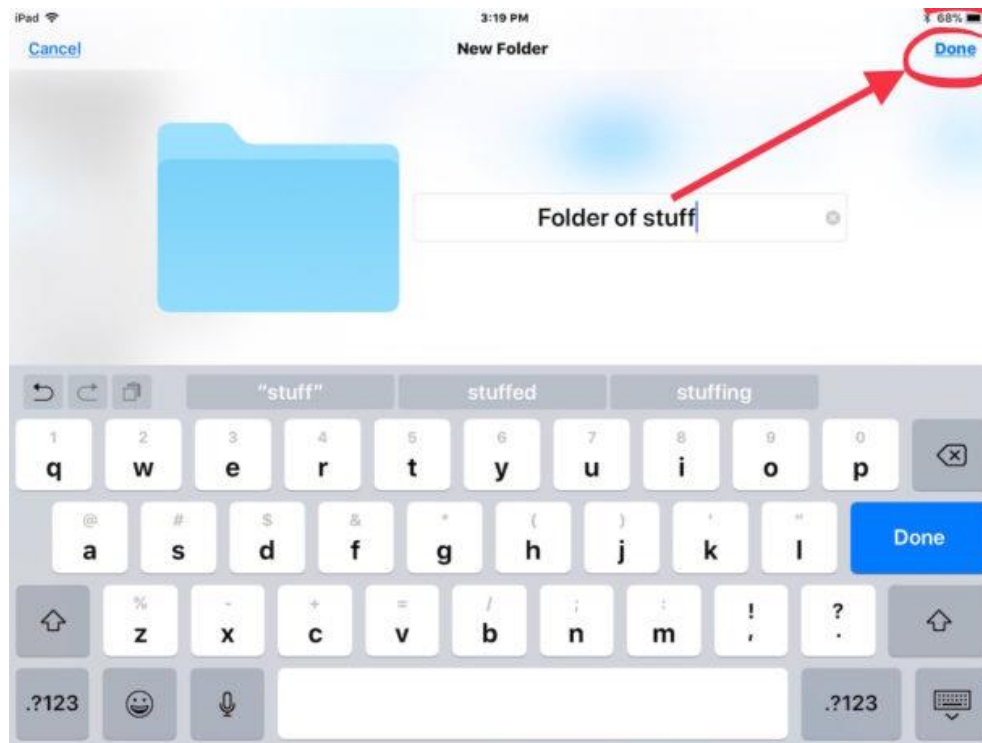 iPad 3:19 PM 68%
Cancel New Folder Done
Folder of stuff
"stuff" stuffed stuffing
1 2 3 4 5 6 7 8 9 0
q w e r t y u i o p
@ # $ & * ( ) ' "
a s d f g h j k l Done
% - + = / ; : ! ?
z x c v b n m , .
.?123 .?123